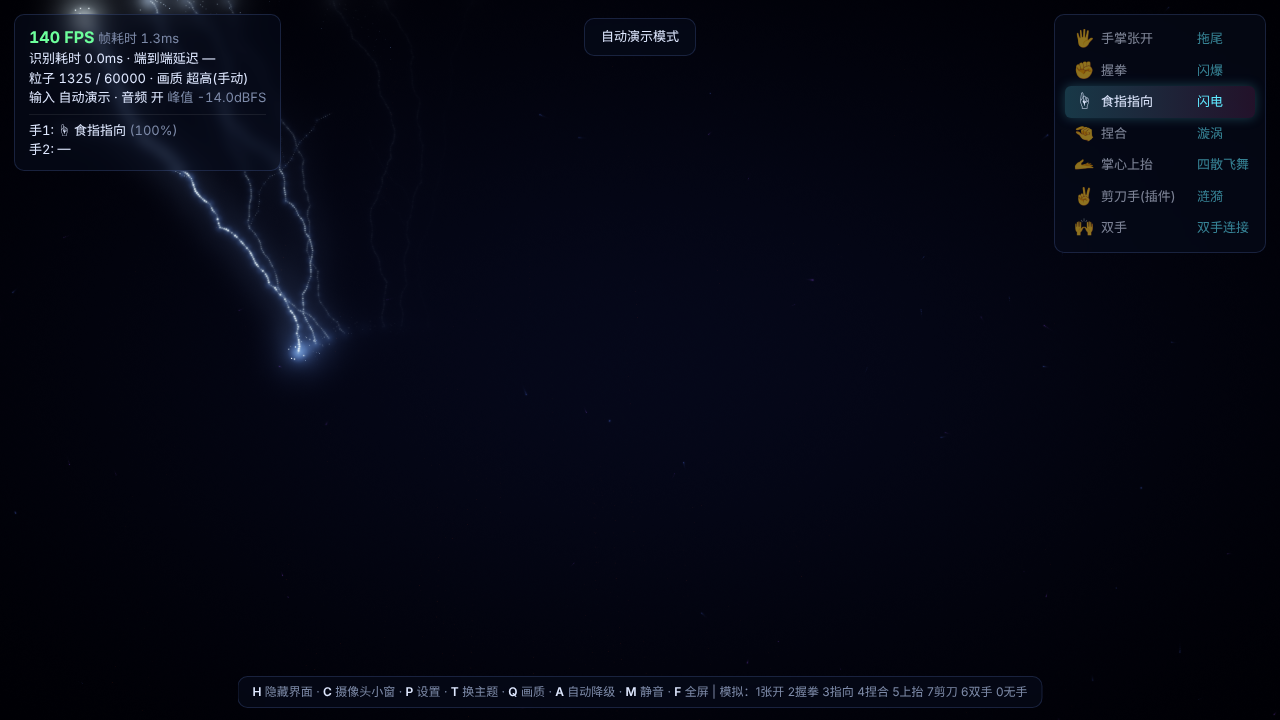 140 FPS 帧耗时 1.3ms
识别耗时 0.0ms · 端到端延迟 —
粒子 1325 / 60000 · 画质 超高(手动)
输入 自动演示 · 音频 开 峰值 -14.0dBFS
手1: ☝ 食指指向 (100%)
手2: —
自动演示模式
🖐 手掌张开 拖尾
✊ 握拳 闪爆
☝ 食指指向 闪电
🤏 捏合 漩涡
🫴 掌心上抬 四散飞舞
✌ 剪刀手(插件) 涟漪
🙌 双手 双手连接
H 隐藏界面 · C 摄像头小窗 · P 设置 · T 换主题 · Q 画质 · A 自动降级 · M 静音 · F 全屏 | 模拟: 1张开 2握拳 3指向 4捏合 5上抬 7剪刀 6双手 0无手